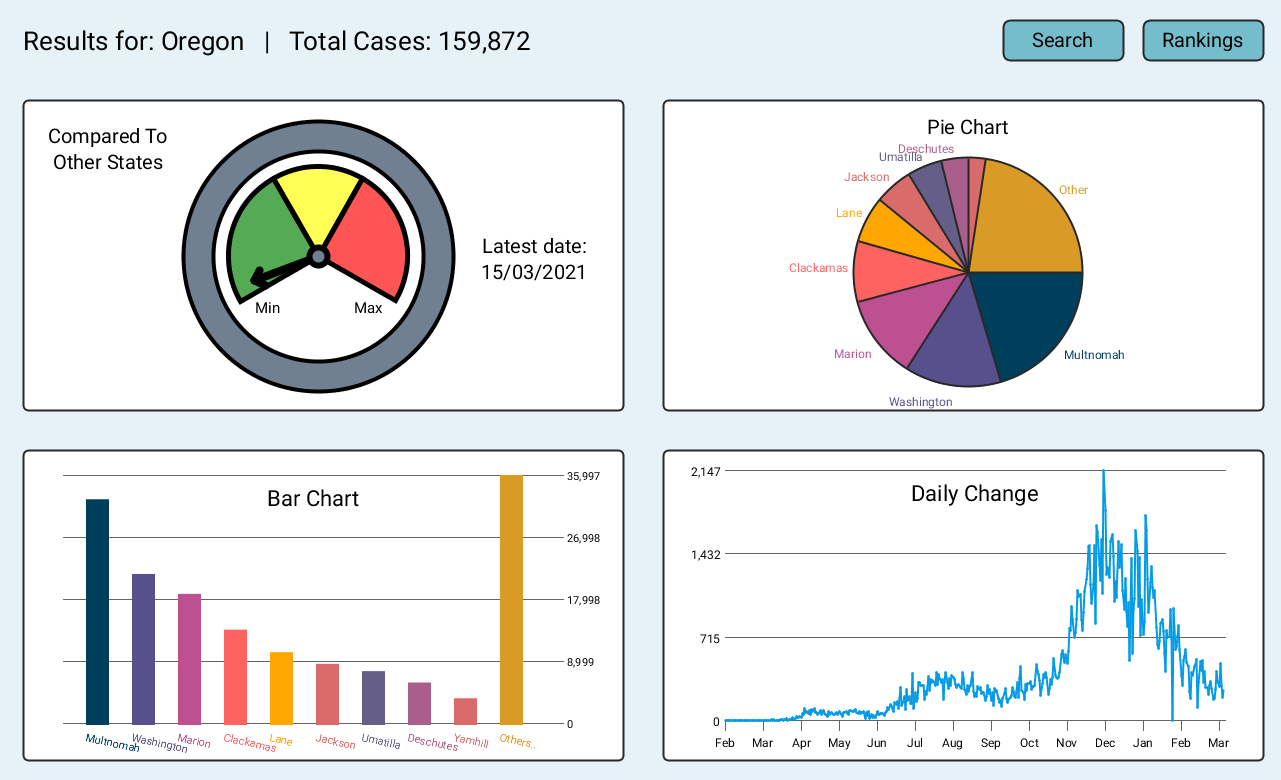 Results for: Oregon | Total Cases: 159,872
Search
Rankings
Compared To
Other States
Latest date:
15/03/2021
Min
Max
Pie Chart
Deschutes
Umatilla
Jackson
Other
Lane
Clackamas
Marion
Multnomah
Washington
Bar Chart
35,997
26,998
17,998
8,999
0
Multnomah
Washington
Marion
Clackamas
Lane
Jackson
Umatilla
Deschutes
Yamhill
Others..
Daily Change
2,147
1,432
715
0
Feb Mar Apr May Jun Jul Aug Sep Oct Nov Dec Jan Feb Mar